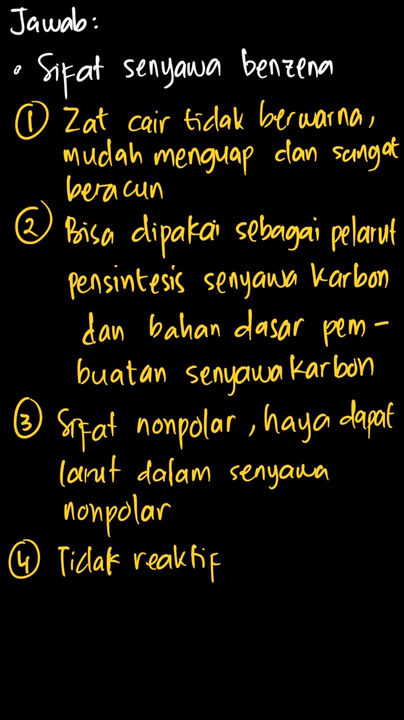 Jawab:
• Sifat senyawa benzena
① Zat cair tidak berwarna,
mudah menguap dan sangat
beracun
② Bisa dipakai sebagai pelarut
pensintesis senyawa karbon
dan bahan dasar pem-
buatan senyawa karbon
③ Sifat nonpolar, haya dapat
larut dalam senyawa
nonpolar
④ Tidak reaktif